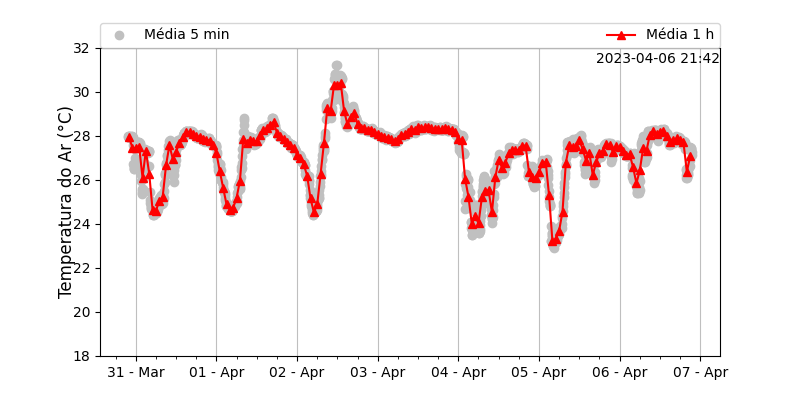 Média 5 min
Média 1 h
2023-04-06 21:42
Temperatura do Ar (°C)
32
30
28
26
24
22
20
18
31 - Mar
01 - Apr
02 - Apr
03 - Apr
04 - Apr
05 - Apr
06 - Apr
07 - Apr